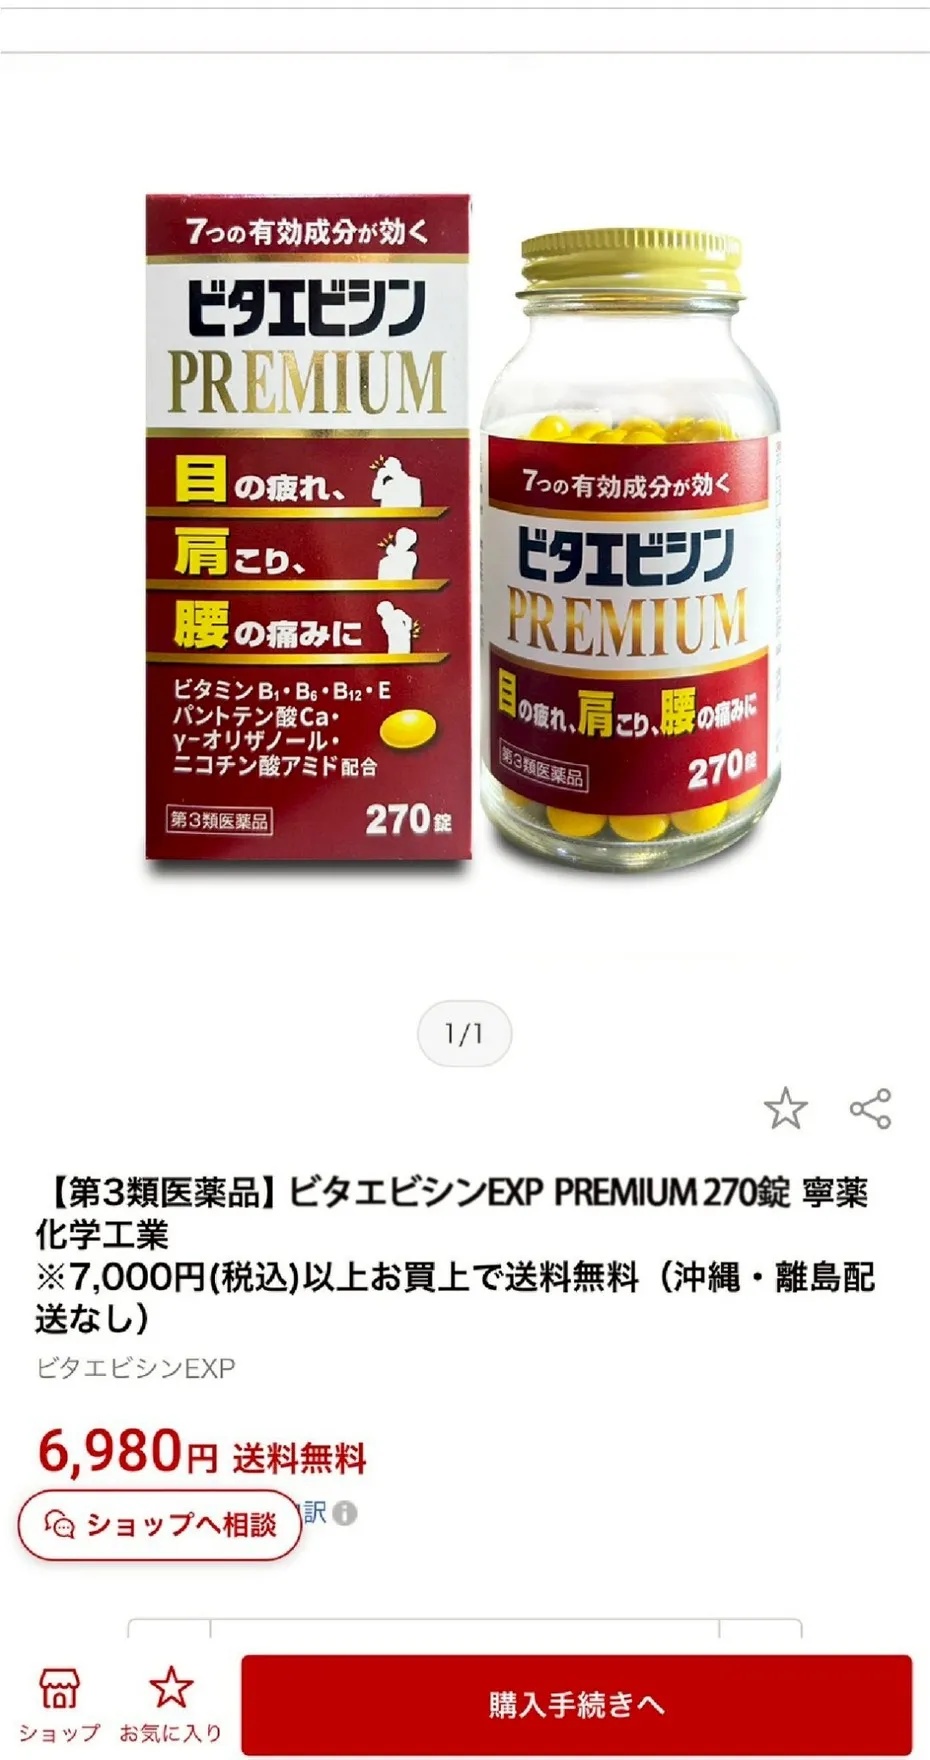 7つの有効成分が効く
ビタエビシン
PREMIUM
目の疲れ、
肩こり、
腰の痛みに
ビタミンB₁・B₆・B₁₂・E
パントテン酸Ca・
γ-オリザノール・
ニコチン酸アミド配合
第3類医薬品
270錠
7つの有効成分が効く
ビタエビシン
PREMIUM
目の疲れ、肩こり、腰の痛みに
第3類医薬品
270錠
1/1
【第3類医薬品】ビタエビシンEXP PREMIUM 270錠 寧薬
化学工業
※7,000円(税込)以上お買上で送料無料（沖縄・離島配
送なし）
ビタエビシンEXP
6,980円 送料無料
訳
ショップへ相談
ショップ
お気に入り
購入手続きへ